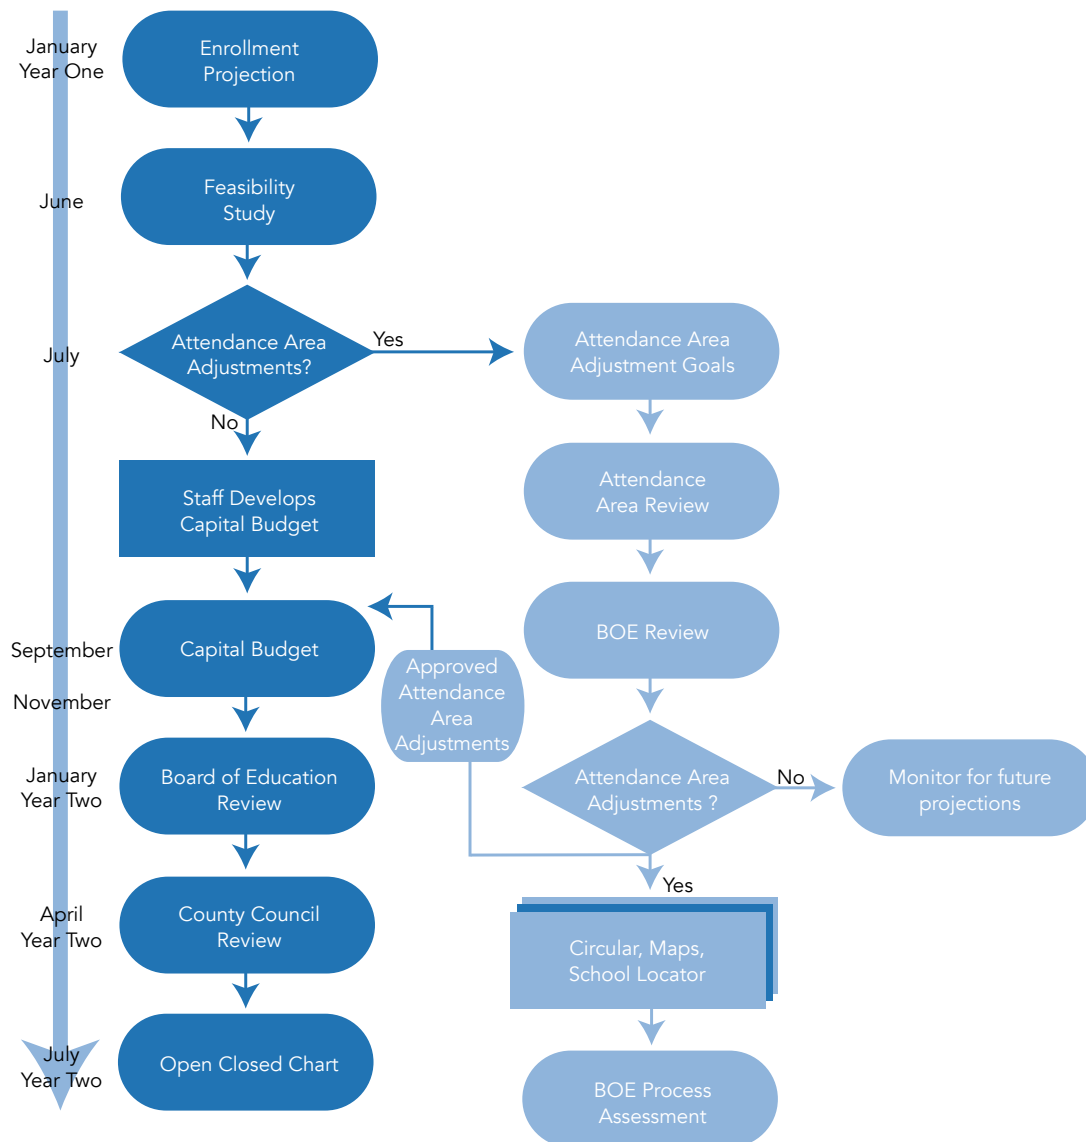 January
Year One
Enrollment
Projection
June
Feasibility
Study
July
Attendance Area
Adjustments?
Yes
Attendance Area
Adjustment Goals
No
Staff Develops
Capital Budget
Attendance
Area Review
September
Capital Budget
BOE Review
November
Approved
Attendance
Area
Adjustments
January
Year Two
Board of Education
Review
Attendance Area
Adjustments ?
No
Monitor for future
projections
Yes
April
Year Two
County Council
Review
Circular, Maps,
School Locator
July
Year Two
Open Closed Chart
BOE Process
Assessment